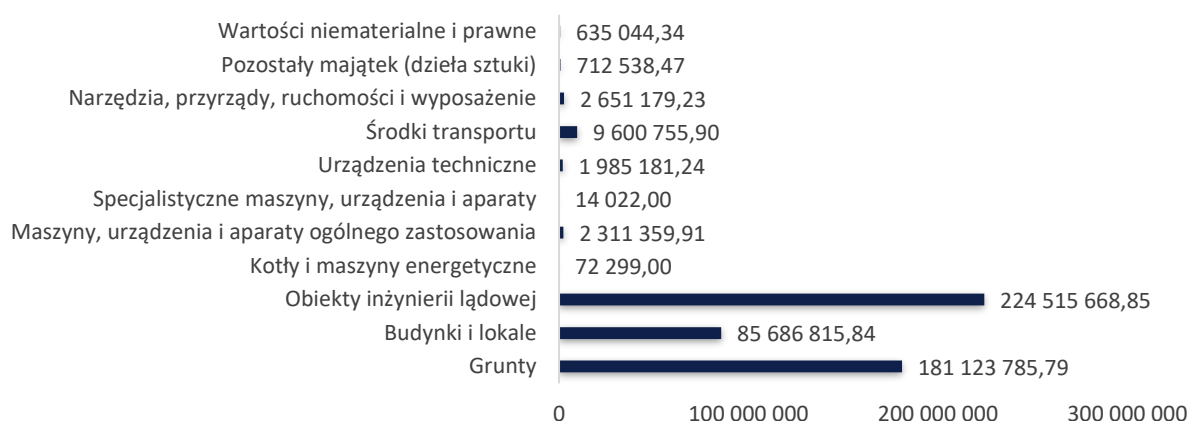 Wartości niematerialne i prawne 635 044,34
Pozostały majątek (dzieła sztuki) 712 538,47
Narzędzia, przyrządy, ruchomości i wyposażenie 2 651 179,23
Środki transportu 9 600 755,90
Urządzenia techniczne 1 985 181,24
Specjalistyczne maszyny, urządzenia i aparaty 14 022,00
Maszyny, urządzenia i aparaty ogólnego zastosowania 2 311 359,91
Kotły i maszyny energetyczne 72 299,00
Obiekty inżynierii lądowej 224 515 668,85
Budynki i lokale 85 686 815,84
Grunty 181 123 785,79
0 100 000 000 200 000 000 300 000 000